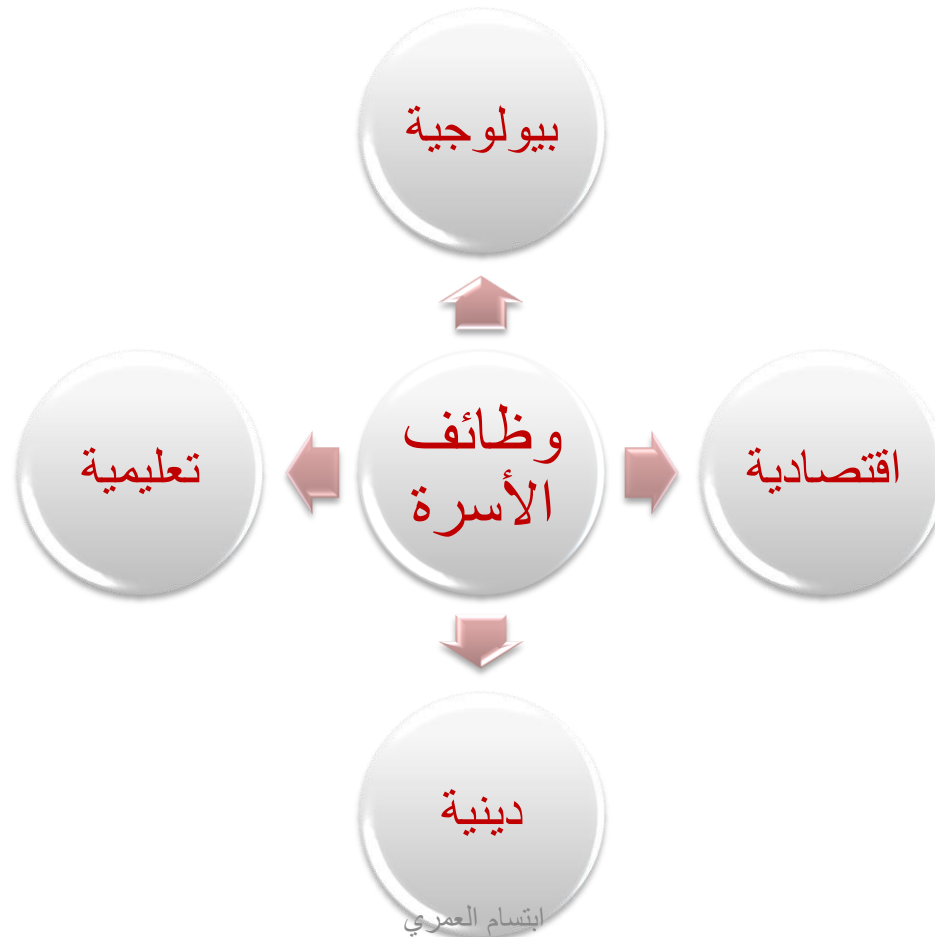 بيولوجية
وظائف
الأسرة
اقتصادية
تعليمية
دينية
ابتسام العمري